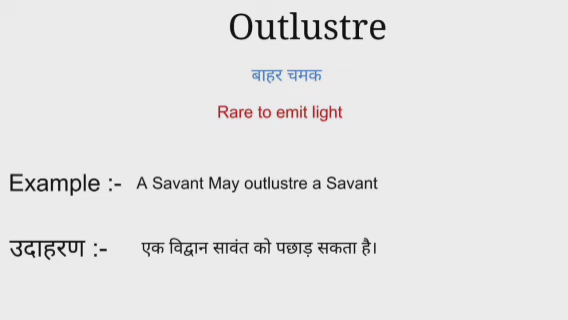 Outlustre
बाहर चमक
Rare to emit light
Example :- A Savant May outlustre a Savant
उदाहरण :- एक विद्वान सावंत को पछाड़ सकता है।